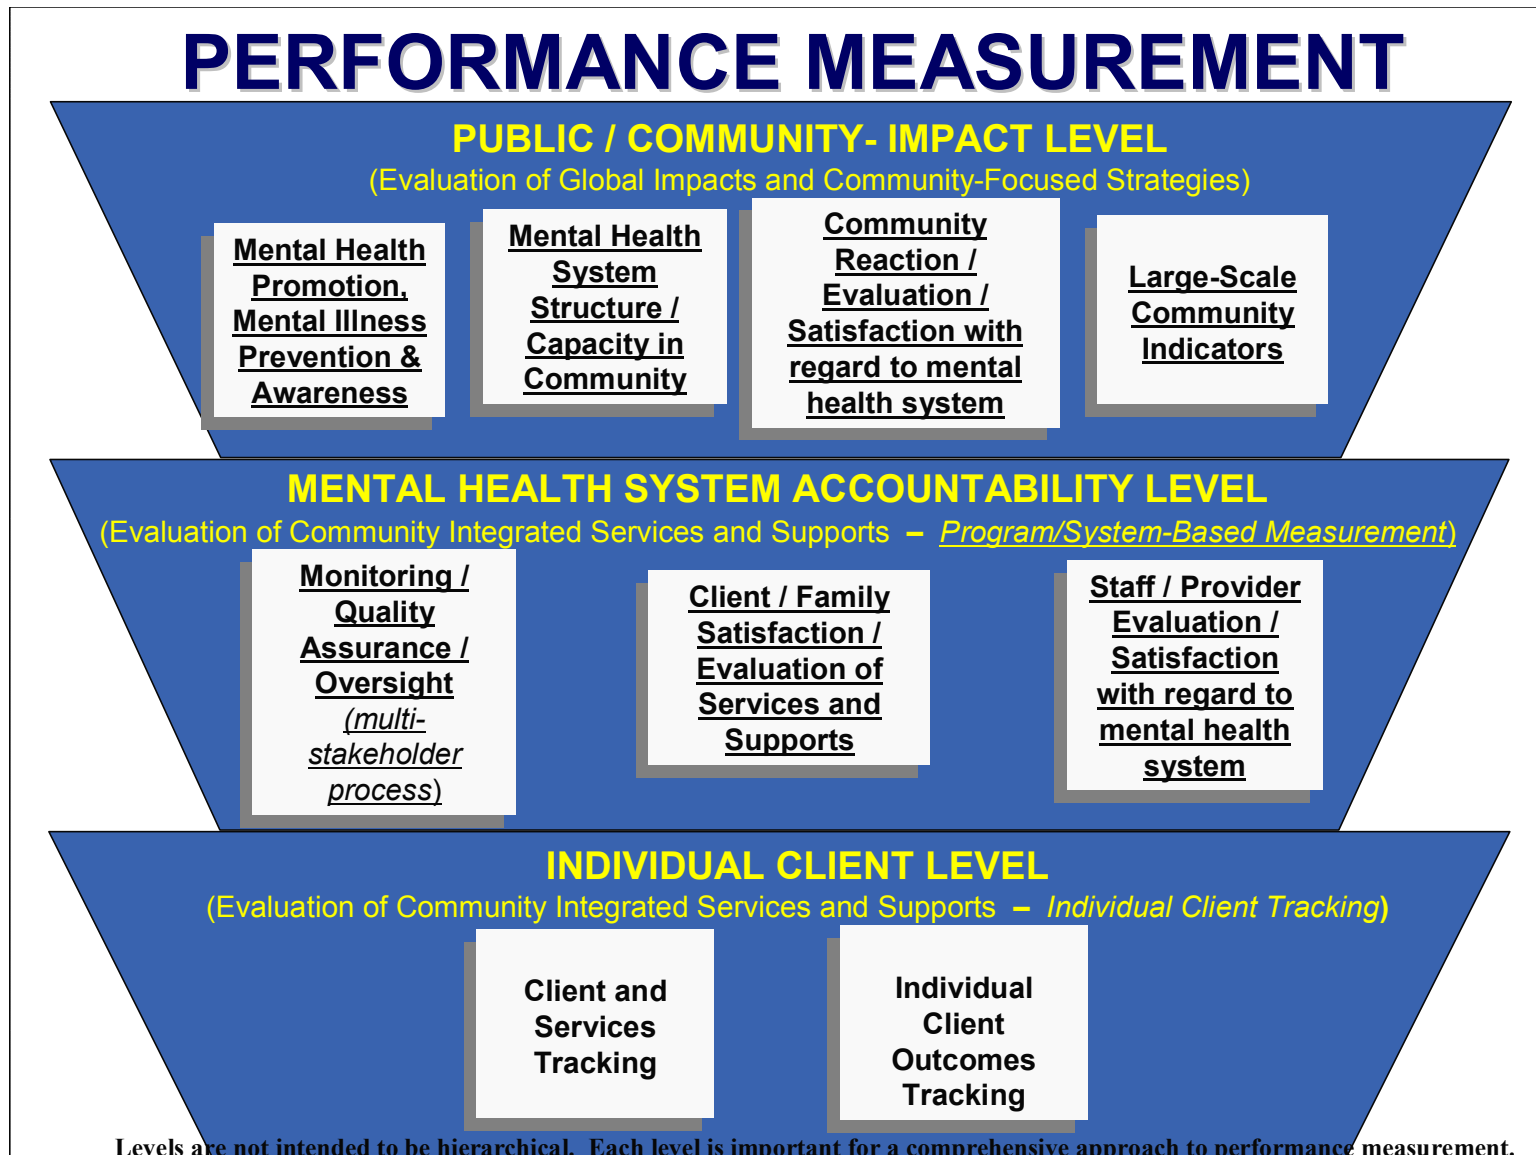 PERFORMANCE MEASUREMENT
PUBLIC / COMMUNITY- IMPACT LEVEL
(Evaluation of Global Impacts and Community-Focused Strategies)
Mental Health
Promotion,
Mental Illness
Prevention &
Awareness
Mental Health
System
Structure /
Capacity in
Community
Community
Reaction /
Evaluation /
Satisfaction with
regard to mental
health system
Large-Scale
Community
Indicators
MENTAL HEALTH SYSTEM ACCOUNTABILITY LEVEL
(Evaluation of Community Integrated Services and Supports – Program/System-Based Measurement)
Monitoring /
Quality
Assurance /
Oversight
(multi-
stakeholder
process)
Client / Family
Satisfaction /
Evaluation of
Services and
Supports
Staff / Provider
Evaluation /
Satisfaction
with regard to
mental health
system
INDIVIDUAL CLIENT LEVEL
(Evaluation of Community Integrated Services and Supports – Individual Client Tracking)
Client and
Services
Tracking
Individual
Client
Outcomes
Tracking
Levels are not intended to be hierarchical. Each level is important for a comprehensive approach to performance measurement.